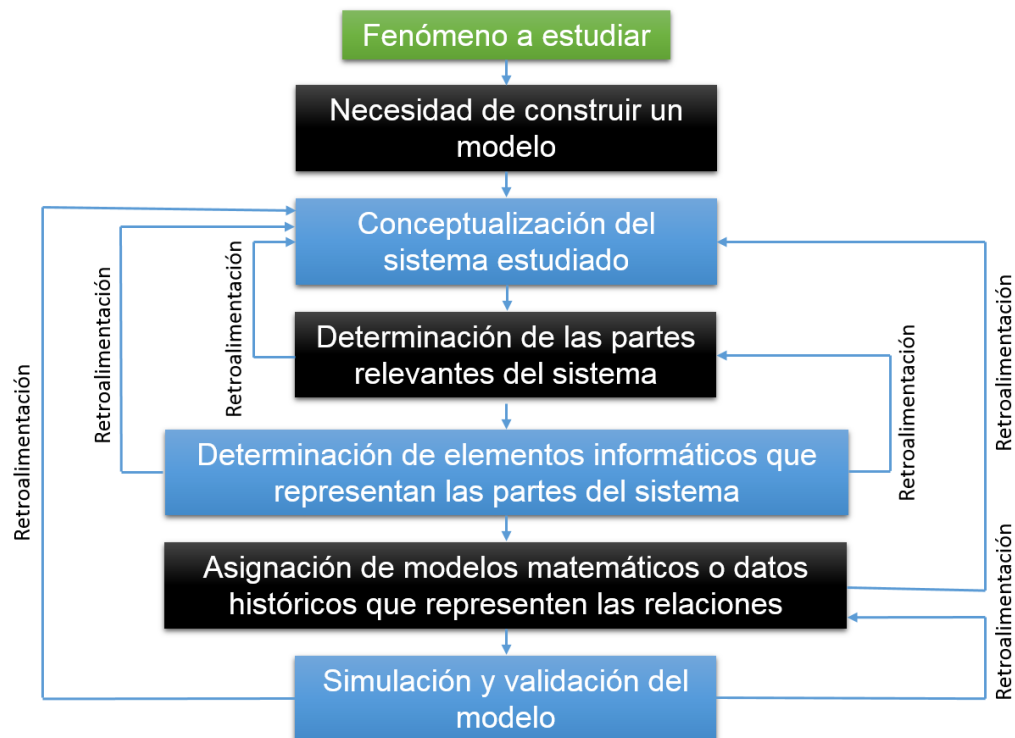 Fenómeno a estudiar
Necesidad de construir un
modelo
Conceptualización del
sistema estudiado
Determinación de las partes
relevantes del sistema
Determinación de elementos informáticos que
representan las partes del sistema
Asignación de modelos matemáticos o datos
históricos que representen las relaciones
Simulación y validación del
modelo
Retroalimentación
Retroalimentación
Retroalimentación
Retroalimentación
Retroalimentación
Retroalimentación